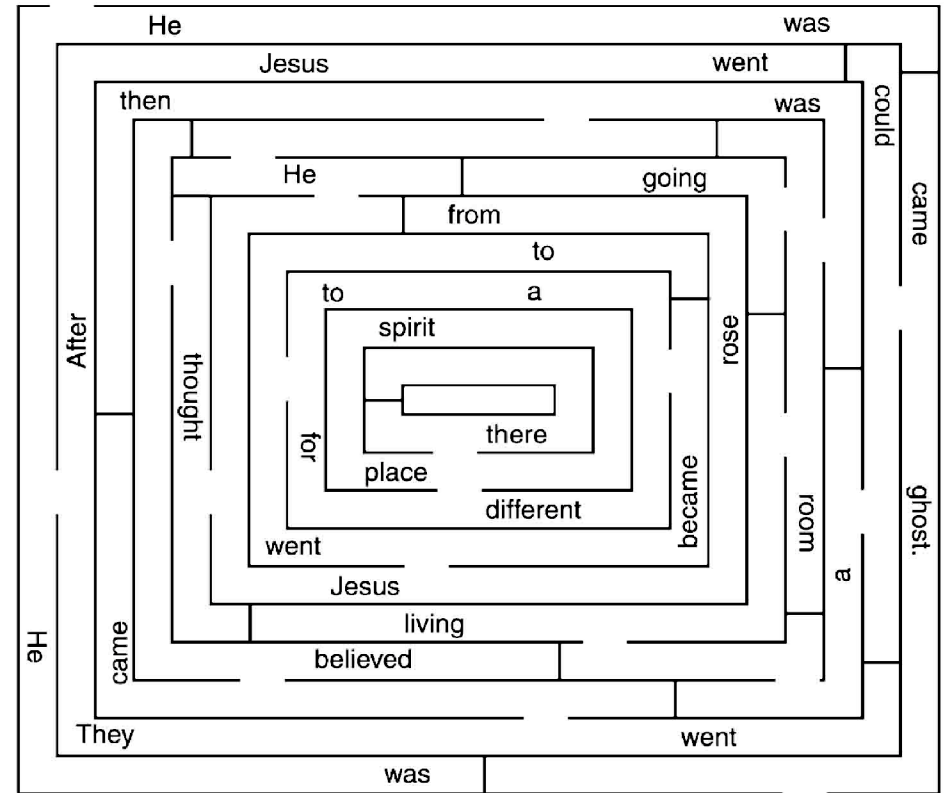 He was
Jesus went
then was
could
He going
came
from
to
to a
spirit
After
rose
thought
there
for
place
different
became
room
ghost.
went
a
Jesus
living
He
came
believed
They went
was